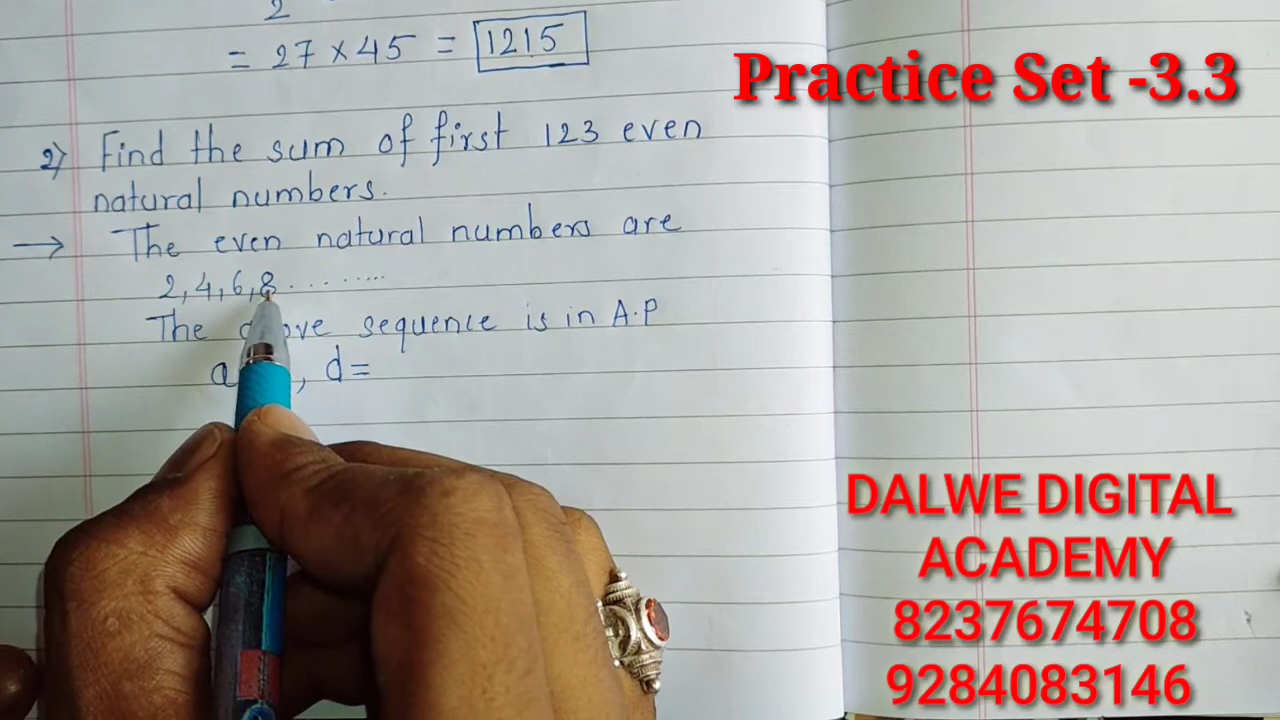 2
= 27 × 45 = 1215
Practice Set -3.3
2) Find the sum of first 123 even
natural numbers.
→ The even natural numbers are
2, 4, 6, 8 . . . . . . . .
The sequence is in A.P
a , d =
DALWE DIGITAL
ACADEMY
8237674708
9284083146